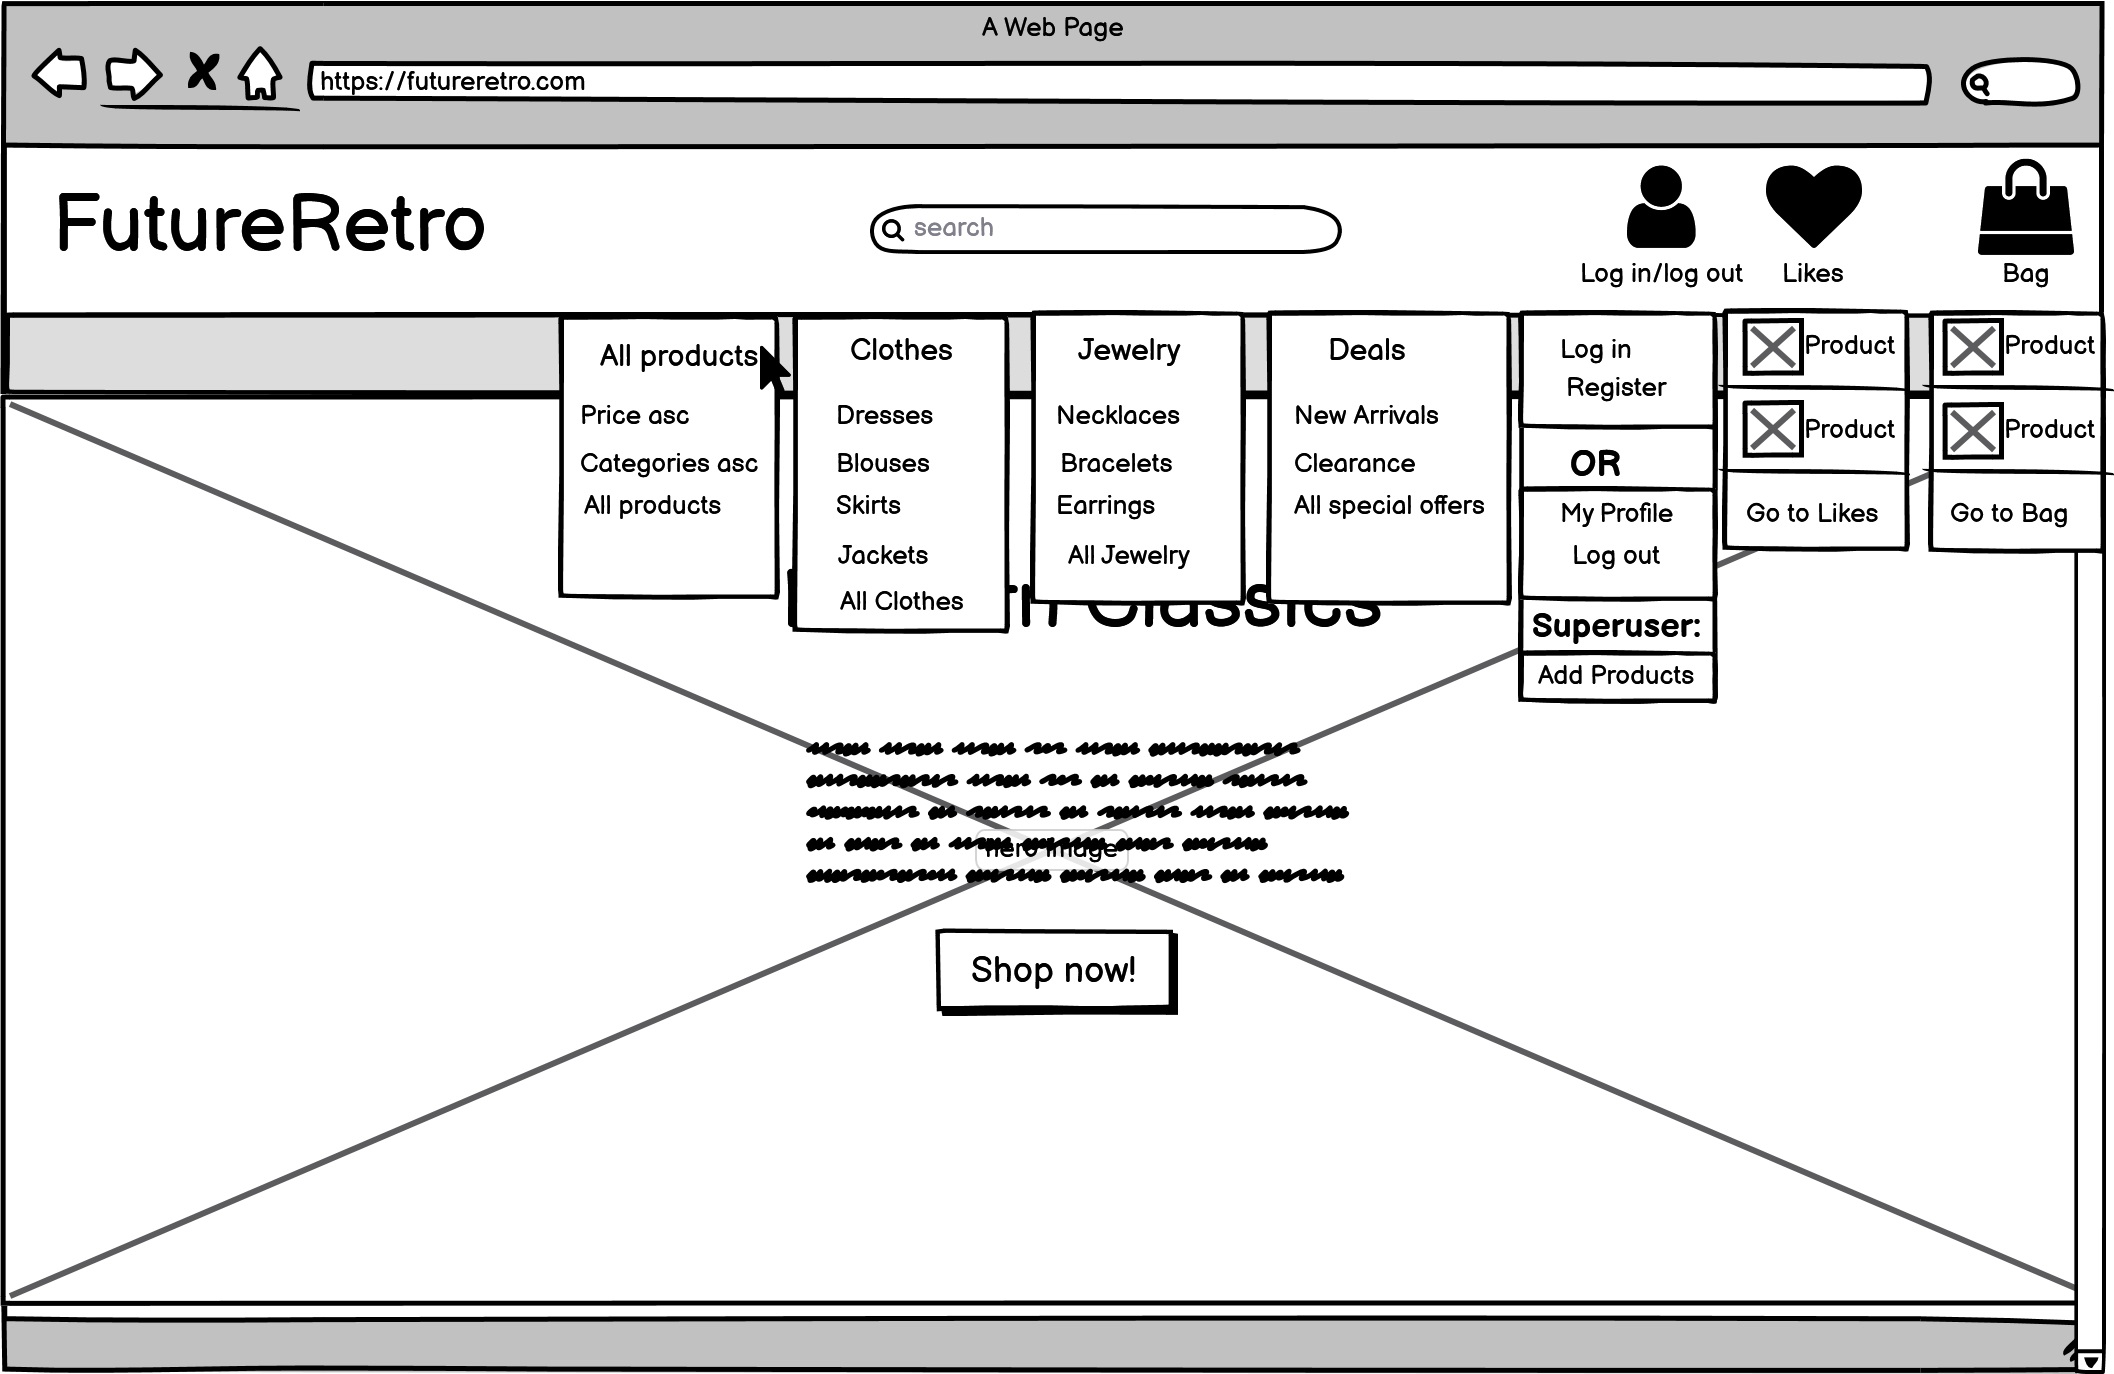 A Web Page
https://futureretro.com
FutureRetro
search
Log in/log out
Likes
Bag
All products
Price asc
Categories asc
All products
Clothes
Dresses
Blouses
Skirts
Jackets
All Clothes
Jewelry
Necklaces
Bracelets
Earrings
All Jewelry
Deals
New Arrivals
Clearance
All special offers
Log in
Register
OR
My Profile
Log out
Superuser:
Add Products
Product
Product
Go to Likes
Product
Product
Go to Bag
Classics
hero image
Shop now!